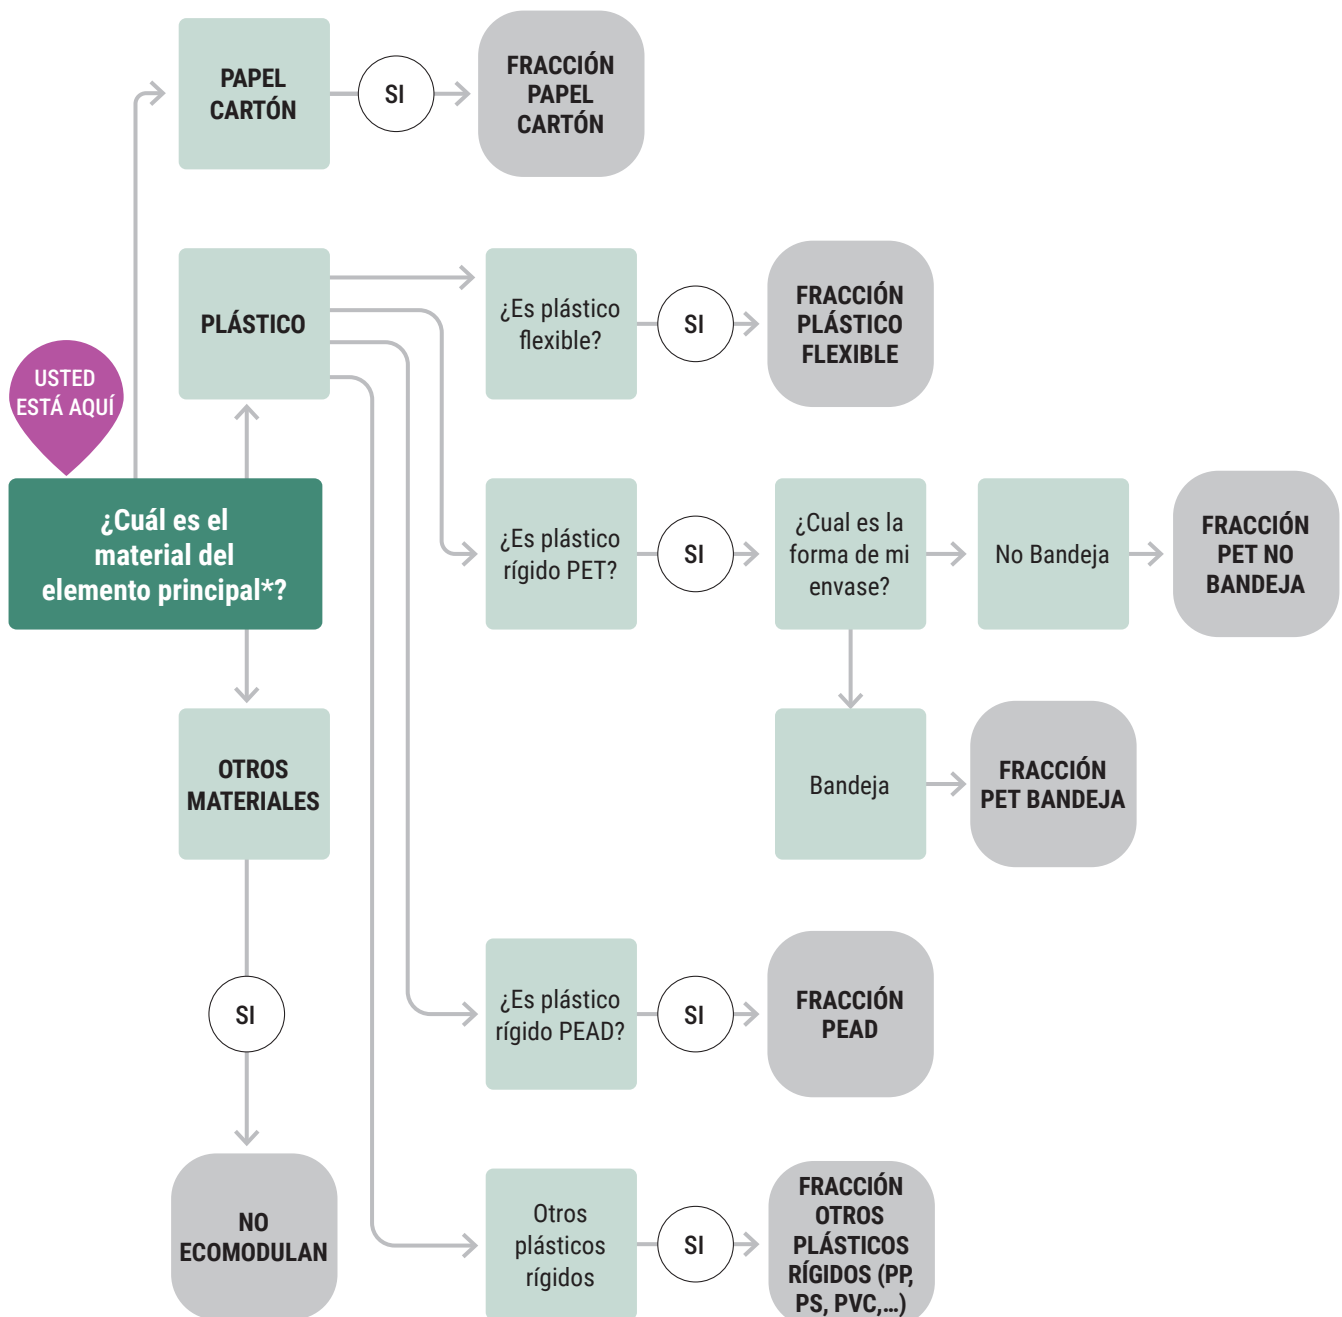 PAPEL
CARTÓN
SI
FRACCIÓN
PAPEL
CARTÓN
PLÁSTICO
¿Es plástico
flexible?
SI
FRACCIÓN
PLÁSTICO
FLEXIBLE
USTED
ESTÁ AQUÍ
¿Cuál es el
material del
elemento principal*?
¿Es plástico
rígido PET?
SI
¿Cual es la
forma de mi
envase?
No Bandeja
FRACCIÓN
PET NO
BANDEJA
OTROS
MATERIALES
Bandeja
FRACCIÓN
PET BANDEJA
SI
¿Es plástico
rígido PEAD?
SI
FRACCIÓN
PEAD
NO
ECOMODULAN
Otros
plásticos
rígidos
SI
FRACCIÓN
OTROS
PLÁSTICOS
RÍGIDOS (PP,
PS, PVC,...)